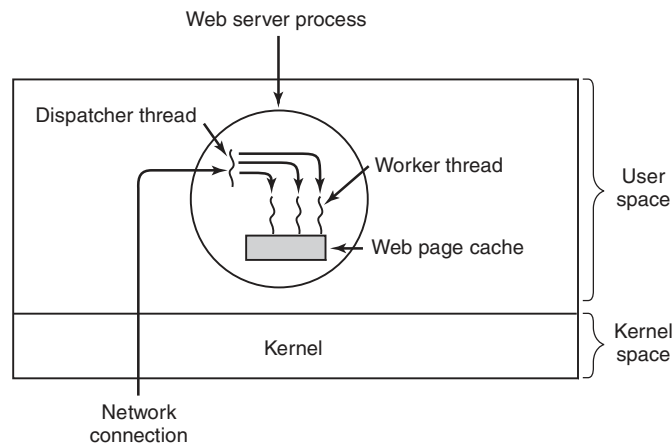 Web server process
Dispatcher thread
Worker thread
User
space
Web page cache
Kernel
Kernel
space
Network
connection